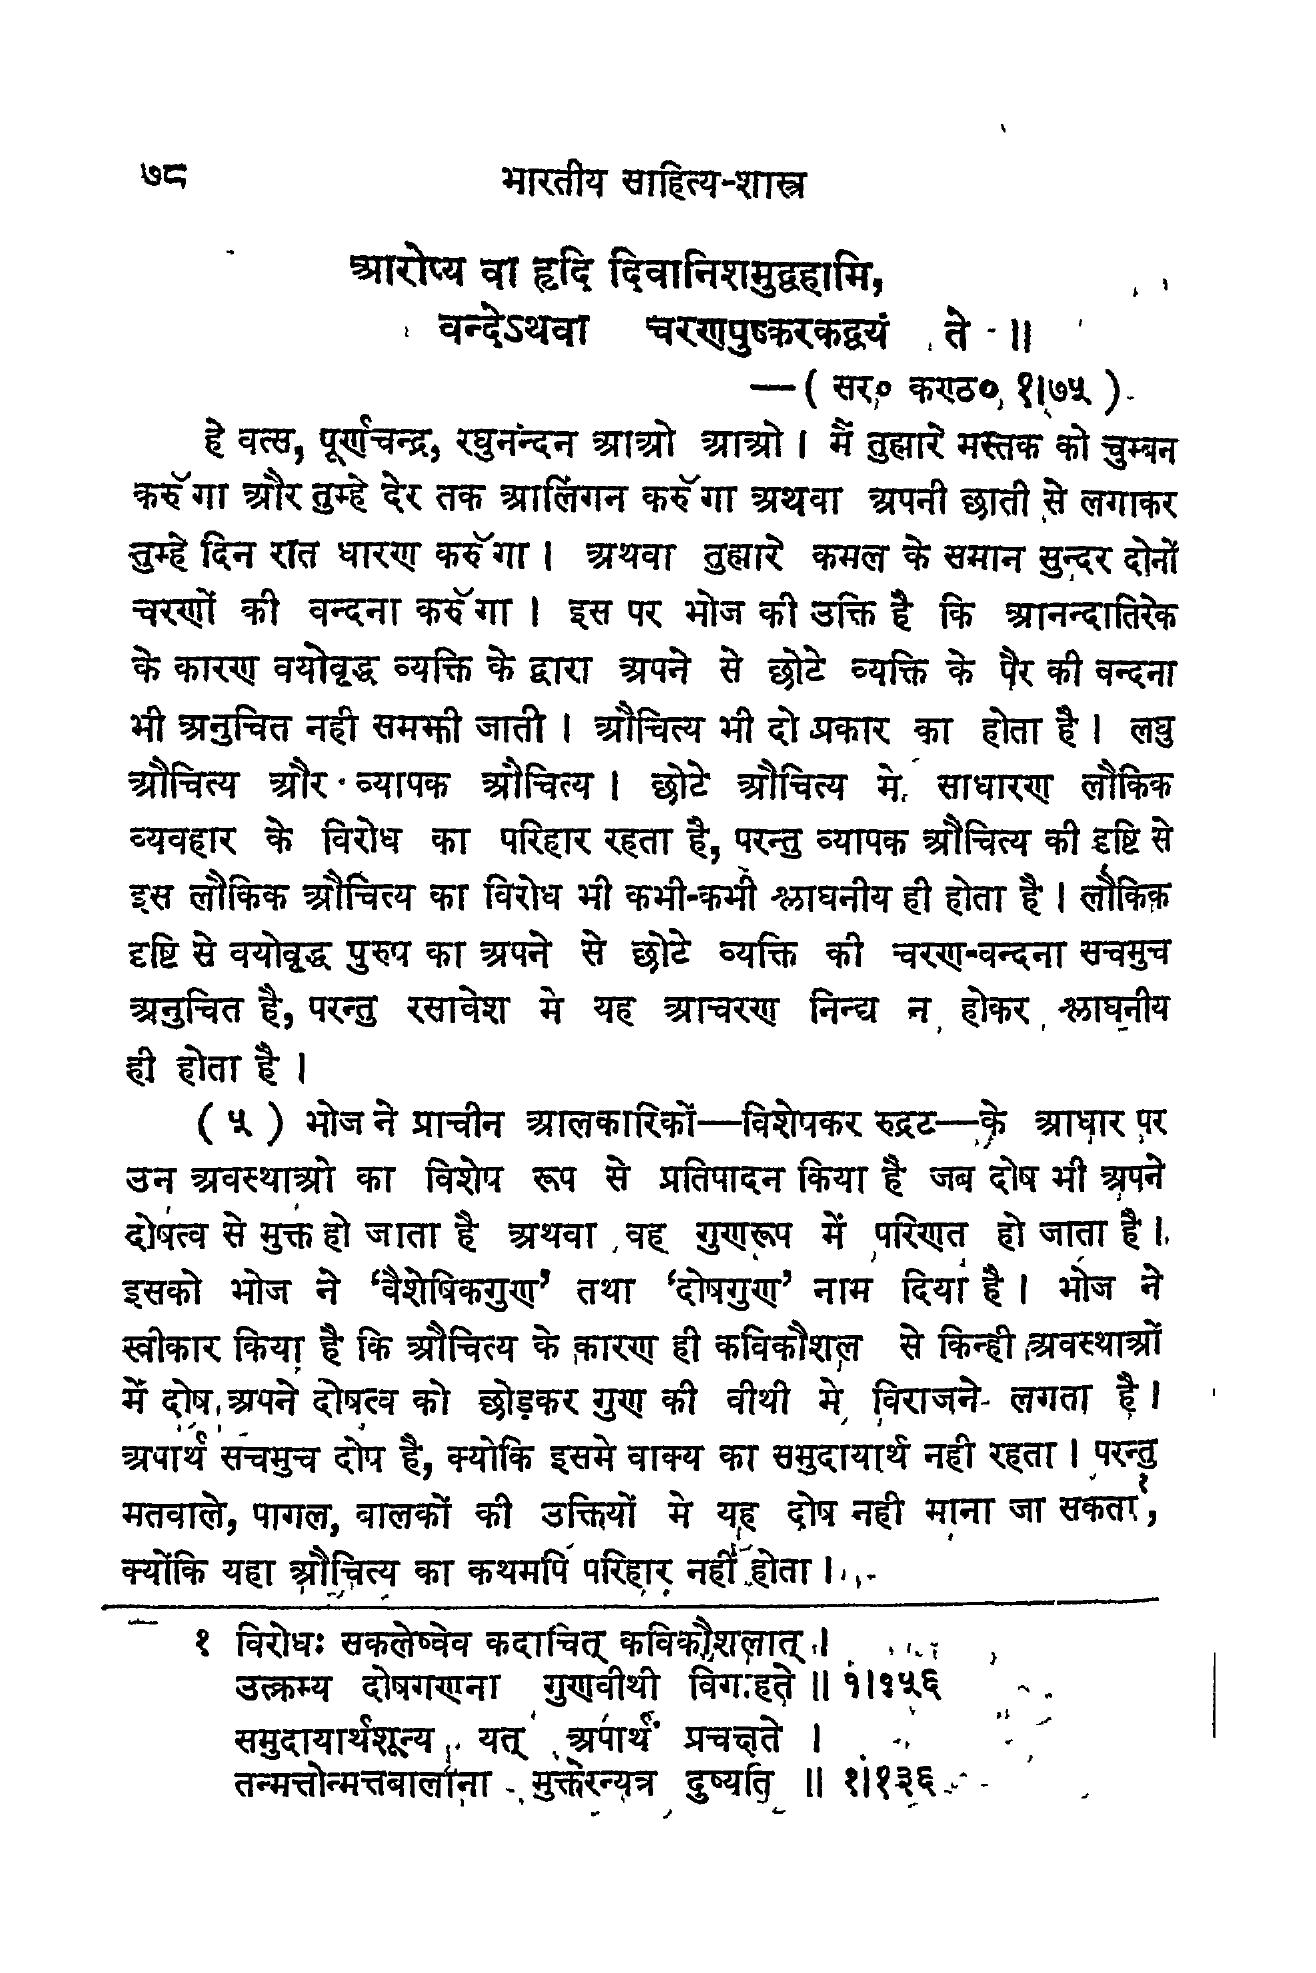 ७८ भारतीय साहित्य-शास्त्र
आरोप्य वा हृदि दिवानिशमुद्वहामि,
वन्देऽथवा चरणपुष्करकद्वयं ते ॥
—( सर० कण्ठ० १।७५ )
हे वत्स, पूर्णचन्द्र, रघुनन्दन आओ आओ । मैं तुह्मारे मस्तक को चुम्बन
करुँगा और तुम्हे देर तक आलिंगन करुँगा अथवा अपनी छाती से लगाकर
तुम्हे दिन रात धारण करुँगा । अथवा तुह्मारे कमल के समान सुन्दर दोनों
चरणों की वन्दना करुँगा । इस पर भोज की उक्ति है कि आनन्दातिरेक
के कारण वयोवृद्ध व्यक्ति के द्वारा अपने से छोटे व्यक्ति के पैर की वन्दना
भी अनुचित नही समझी जाती । औचित्य भी दो प्रकार का होता है । लघु
औचित्य और व्यापक औचित्य । छोटे औचित्य मे साधारण लौकिक
व्यवहार के विरोध का परिहार रहता है, परन्तु व्यापक औचित्य की दृष्टि से
इस लौकिक औचित्य का विरोध भी कभी-कभी श्लाघनीय ही होता है । लौकिक
दृष्टि से वयोवृद्ध पुरुप का अपने से छोटे व्यक्ति की चरण-वन्दना सचमुच
अनुचित है, परन्तु रसावेश मे यह आचरण निन्द्य न होकर श्लाघनीय
ही होता है ।
( ५ ) भोज ने प्राचीन आलकारिकों—विशेपकर रुद्रट—के आधार पर
उन अवस्थाओ का विशेप रूप से प्रतिपादन किया है जब दोष भी अपने
दोषत्व से मुक्त हो जाता है अथवा वह गुणरूप में परिणत हो जाता है ।
इसको भोज ने ‘वैशेषिकगुण’ तथा ‘दोषगुण’ नाम दिया है । भोज ने
स्वीकार किया है कि औचित्य के कारण ही कविकौशल से किन्ही अवस्थाओं
में दोष अपने दोषत्व को छोड़कर गुण की वीथी मे विराजने लगता है ।
अपार्थ सचमुच दोप है, क्योकि इसमे वाक्य का समुदायार्थ नही रहता । परन्तु
मतवाले, पागल, वालकों की उक्तियों मे यह दोष नही माना जा सकता१,
क्योंकि यहा औचित्य का कथमपि परिहार नहीं होता ।
१ विरोधः सकलेष्वेव कदाचित् कविकौशलात् ।
उत्क्रम्य दोषगणना गुणवीथी विगाहते ॥ १।१५६
समुदायार्थशून्य यत् अपार्थं प्रचक्षते ।
तन्मत्तोन्मत्तबालाना मुक्तेरन्यत्र दुष्यति ॥ १।१३६